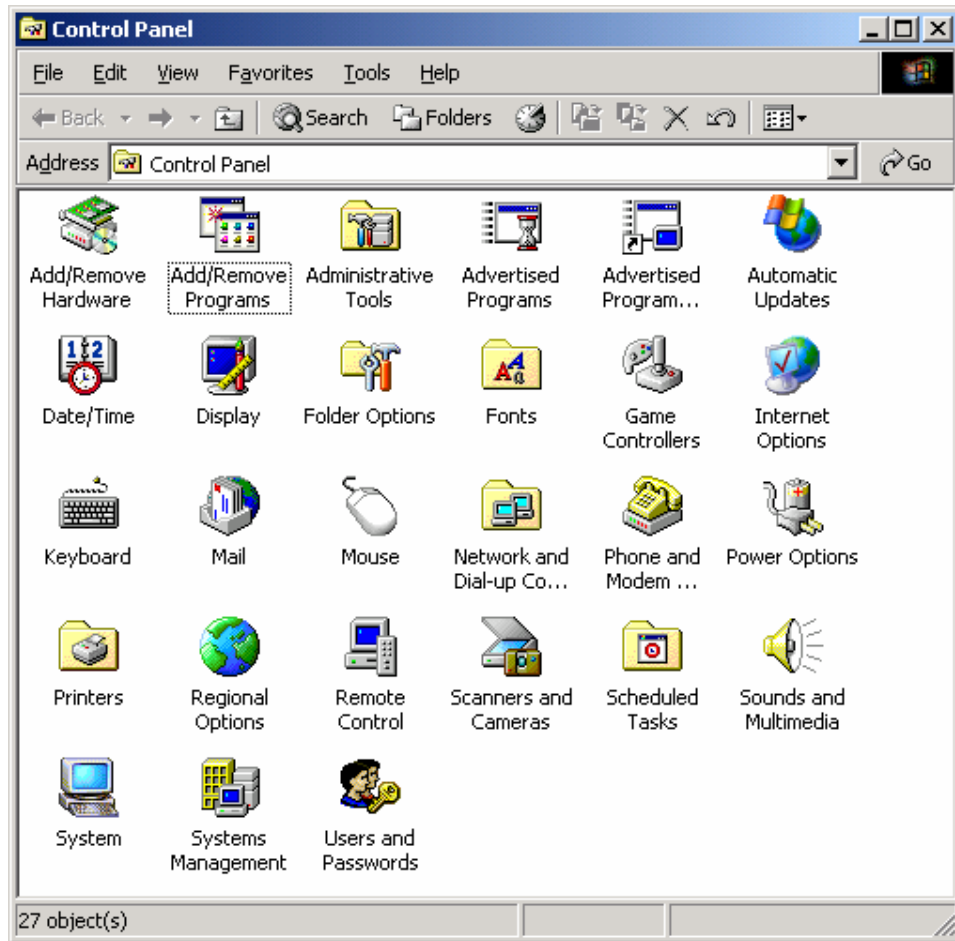 Control Panel
File Edit View Favorites Tools Help
Back Search Folders
Address Control Panel Go
Add/Remove Add/Remove Administrative Advertised Advertised Automatic
Hardware Programs Tools Programs Program... Updates
Date/Time Display Folder Options Fonts Game Internet
Controllers Options
Keyboard Mail Mouse Network and Phone and Power Options
Dial-up Co... Modem ...
Printers Regional Remote Scanners and Scheduled Sounds and
Options Control Cameras Tasks Multimedia
System Systems Users and
Management Passwords
27 object(s)